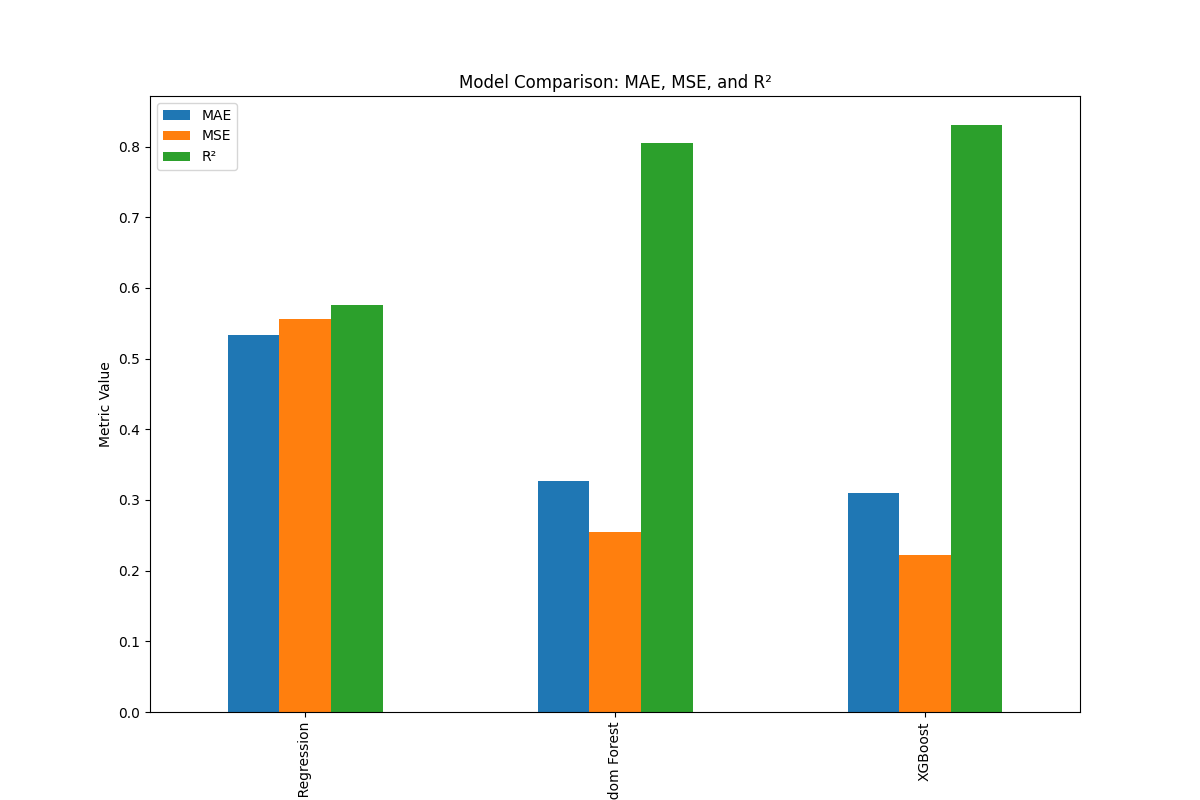 Model Comparison: MAE, MSE, and R²
MAE
MSE
R²
Metric Value
0.8
0.7
0.6
0.5
0.4
0.3
0.2
0.1
0.0
Regression
dom Forest
XGBoost